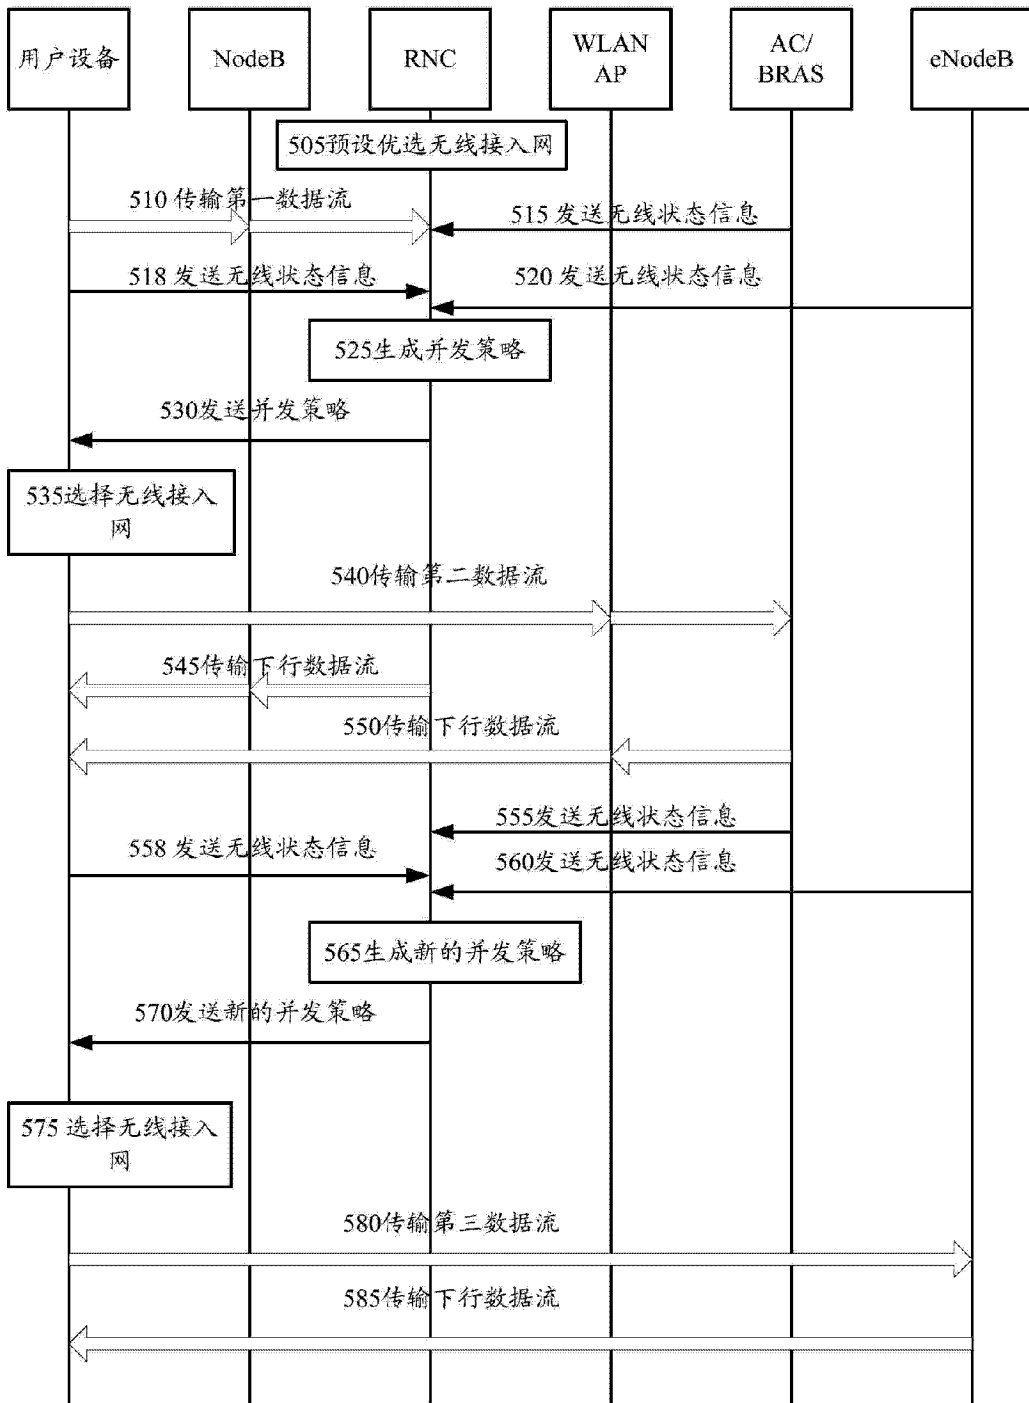 用户设备
NodeB
RNC
WLAN
AP
AC/
BRAS
eNodeB
505预设优选无线接入网
510 传输第一数据流
515 发送无线状态信息
518 发送无线状态信息
520 发送无线状态信息
525生成并发策略
530发送并发策略
535选择无线接入
网
540传输第二数据流
545传输下行数据流
550传输下行数据流
555发送无线状态信息
558 发送无线状态信息
560发送无线状态信息
565生成新的并发策略
570发送新的并发策略
575 选择无线接入
网
580传输第三数据流
585传输下行数据流